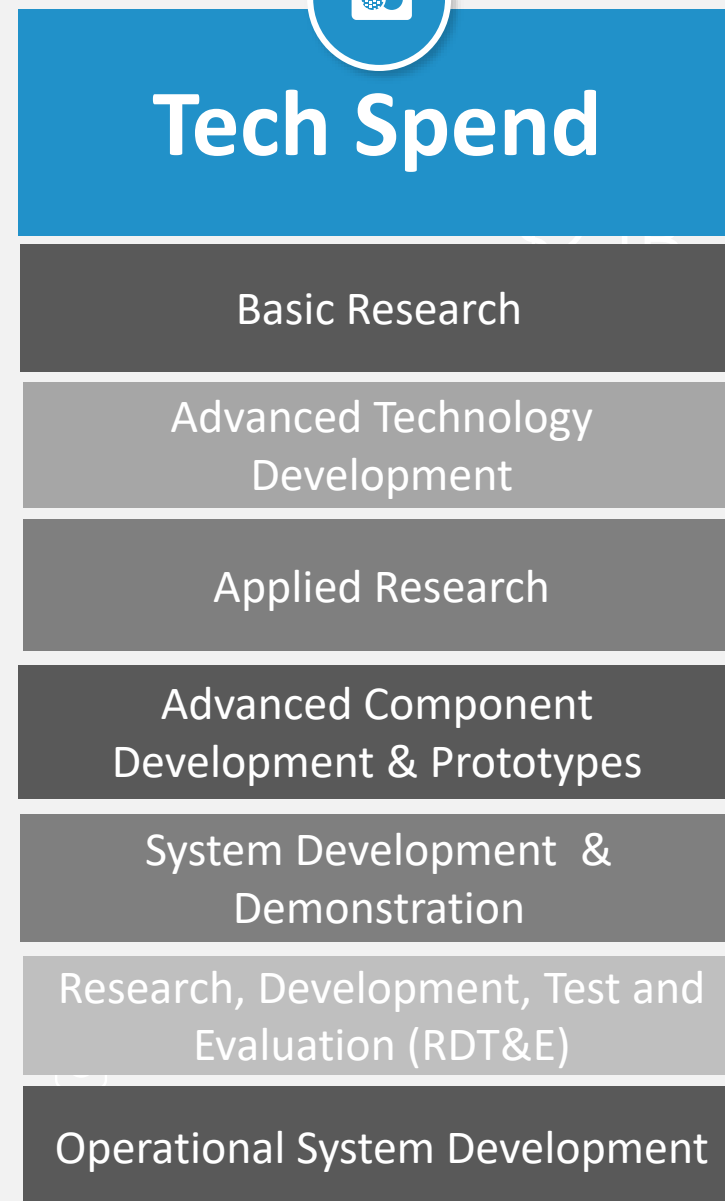 Tech Spend
Basic Research
Advanced Technology
Development
Applied Research
Advanced Component
Development & Prototypes
System Development  &
Demonstration
Research, Development, Test and
Evaluation (RDT&E)
Operational System Development